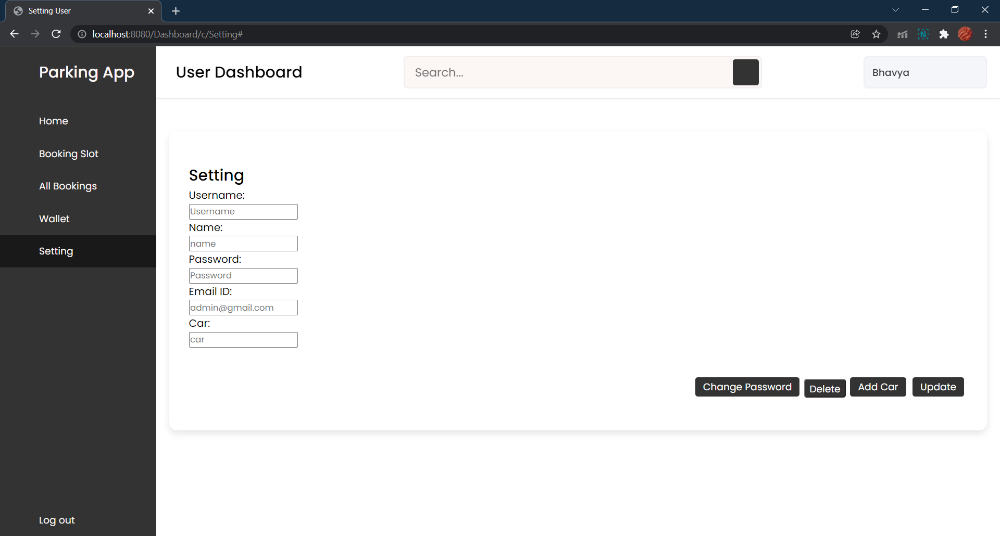 Setting User
localhost:8080/Dashboard/c/Setting#
Parking App
User Dashboard
Search...
Bhavya
Home
Booking Slot
All Bookings
Wallet
Setting
Log out
Setting
Username:
Username
Name:
name
Password:
Password
Email ID:
admin@gmail.com
Car:
car
Change Password Delete Add Car Update